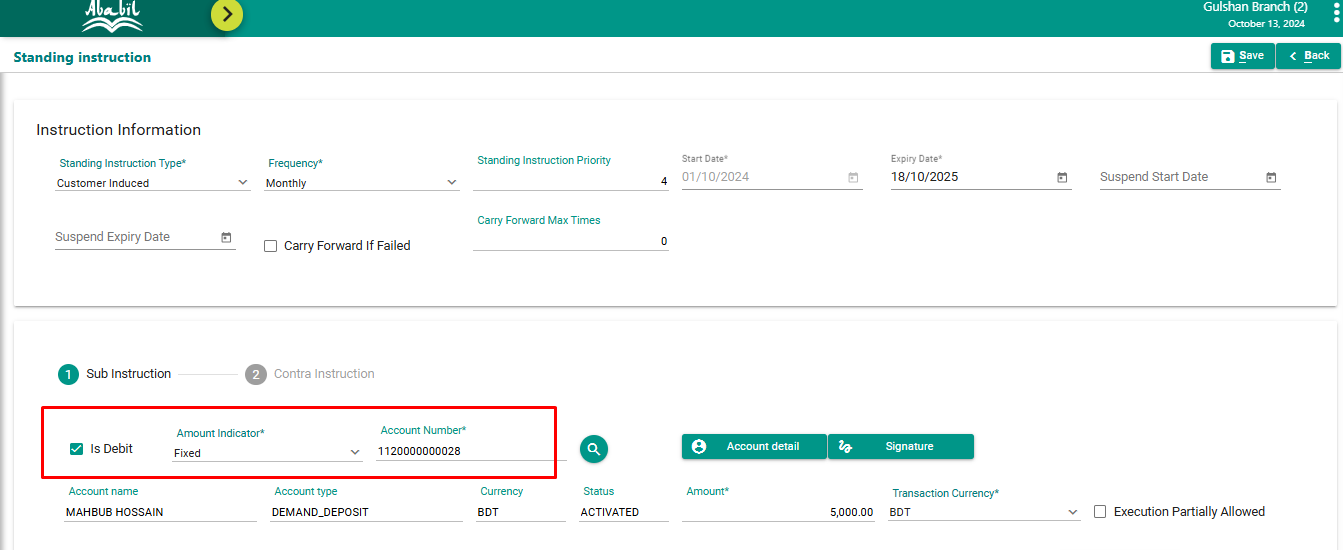 Ababil
Gulshan Branch (2)
October 13, 2024
Standing instruction
Save
Back
Instruction Information
Standing Instruction Type*
Customer Induced
Frequency*
Monthly
Standing Instruction Priority
4
Start Date*
01/10/2024
Expiry Date*
18/10/2025
Suspend Start Date
Suspend Expiry Date
Carry Forward If Failed
Carry Forward Max Times
0
1 Sub Instruction
2 Contra Instruction
Is Debit
Amount Indicator*
Fixed
Account Number*
1120000000028
Account detail
Signature
Account name
MAHBUB HOSSAIN
Account type
DEMAND_DEPOSIT
Currency
BDT
Status
ACTIVATED
Amount*
5,000.00
Transaction Currency*
BDT
Execution Partially Allowed